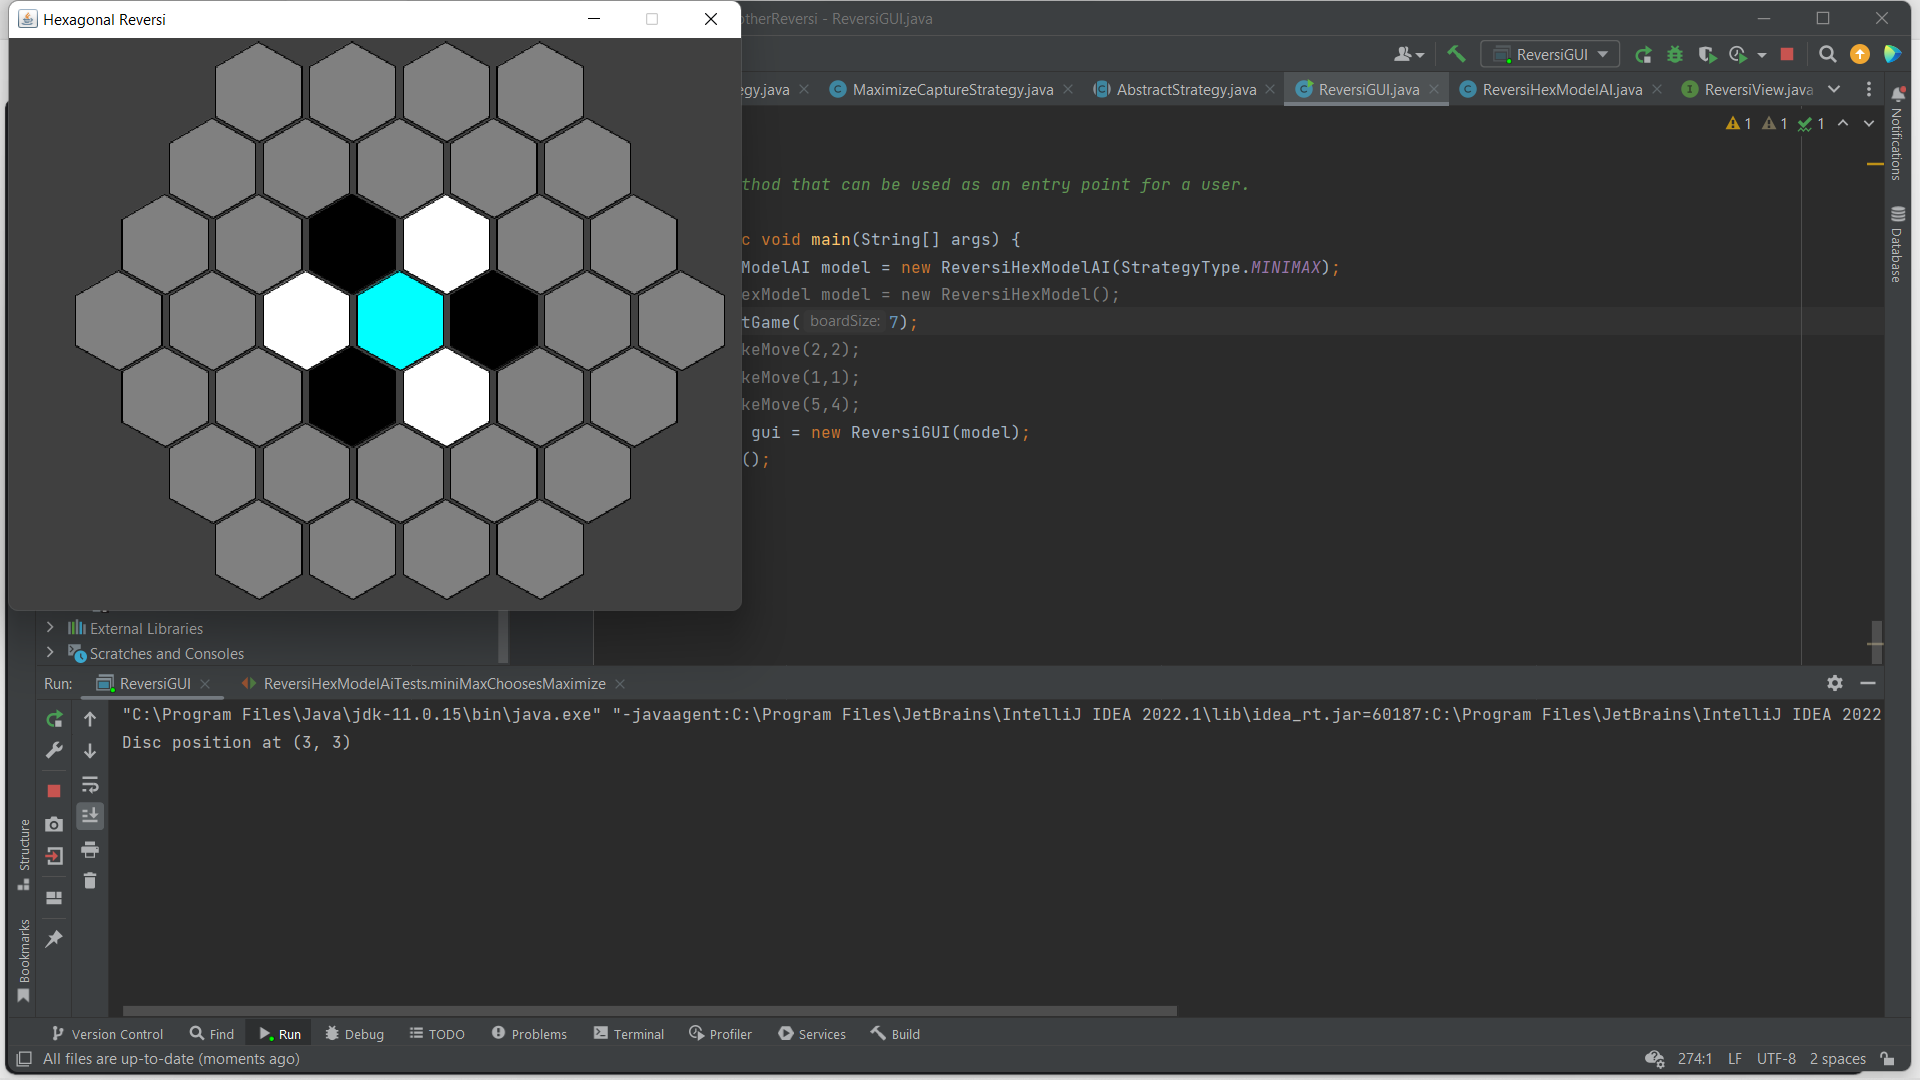 Hexagonal Reversi
otherReversi - ReversiGUI.java
ReversiGUI
egy.java
MaximizeCaptureStrategy.java
AbstractStrategy.java
ReversiGUI.java
ReversiHexModelAI.java
ReversiView.java
1 1 1
Notifications
Database
thod that can be used as an entry point for a user.
c void main(String[] args) {
ModelAI model = new ReversiHexModelAI(StrategyType.MINIMAX);
exModel model = new ReversiHexModel();
tGame( boardSize: 7);
keMove(2,2);
keMove(1,1);
keMove(5,4);
gui = new ReversiGUI(model);
();
External Libraries
Scratches and Consoles
Run: ReversiGUI ReversiHexModelAiTests.miniMaxChoosesMaximize
"C:\Program Files\Java\jdk-11.0.15\bin\java.exe" "-javaagent:C:\Program Files\JetBrains\IntelliJ IDEA 2022.1\lib\idea_rt.jar=60187:C:\Program Files\JetBrains\IntelliJ IDEA 2022
Disc position at (3, 3)
Structure
Bookmarks
Version Control Find Run Debug TODO Problems Terminal Profiler Services Build
All files are up-to-date (moments ago)
274:1 LF UTF-8 2 spaces